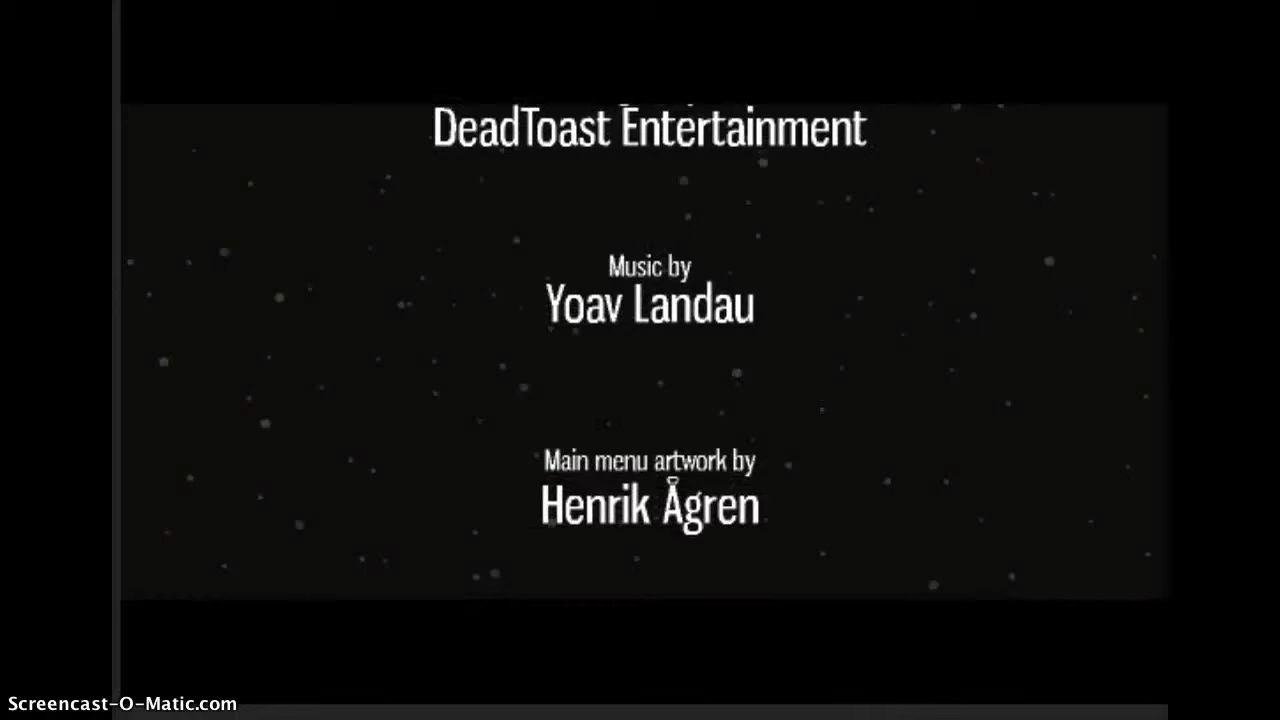 DeadToast Entertainment
Music by
Yoav Landau
Main menu artwork by
Henrik Ågren
Screencast-O-Matic.com